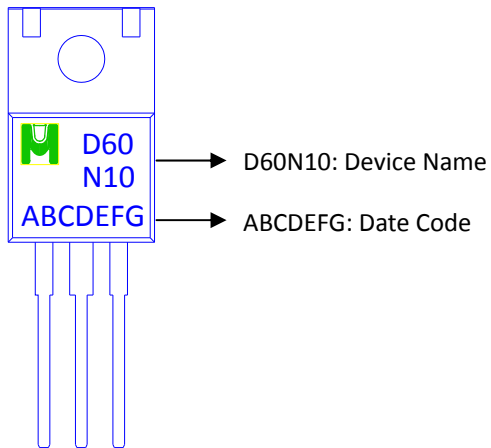 D60
N10
ABCDEFG
D60N10: Device Name
ABCDEFG: Date Code